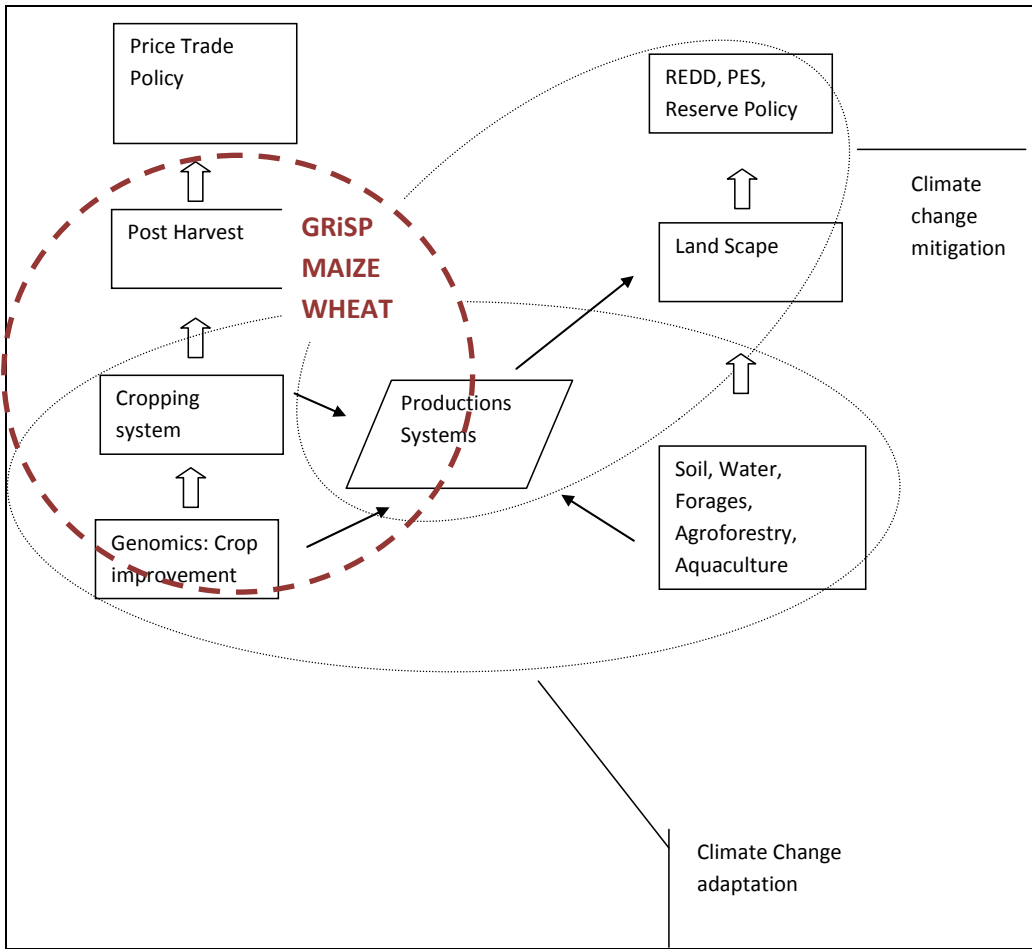 Price Trade
Policy
REDD, PES,
Reserve Policy
Climate
change
mitigation
Post Harvest
GRiSP
MAIZE
WHEAT
Land Scape
Cropping
system
Productions
Systems
Soil, Water,
Forages,
Agroforestry,
Aquaculture
Genomics: Crop
improvement
Climate Change
adaptation